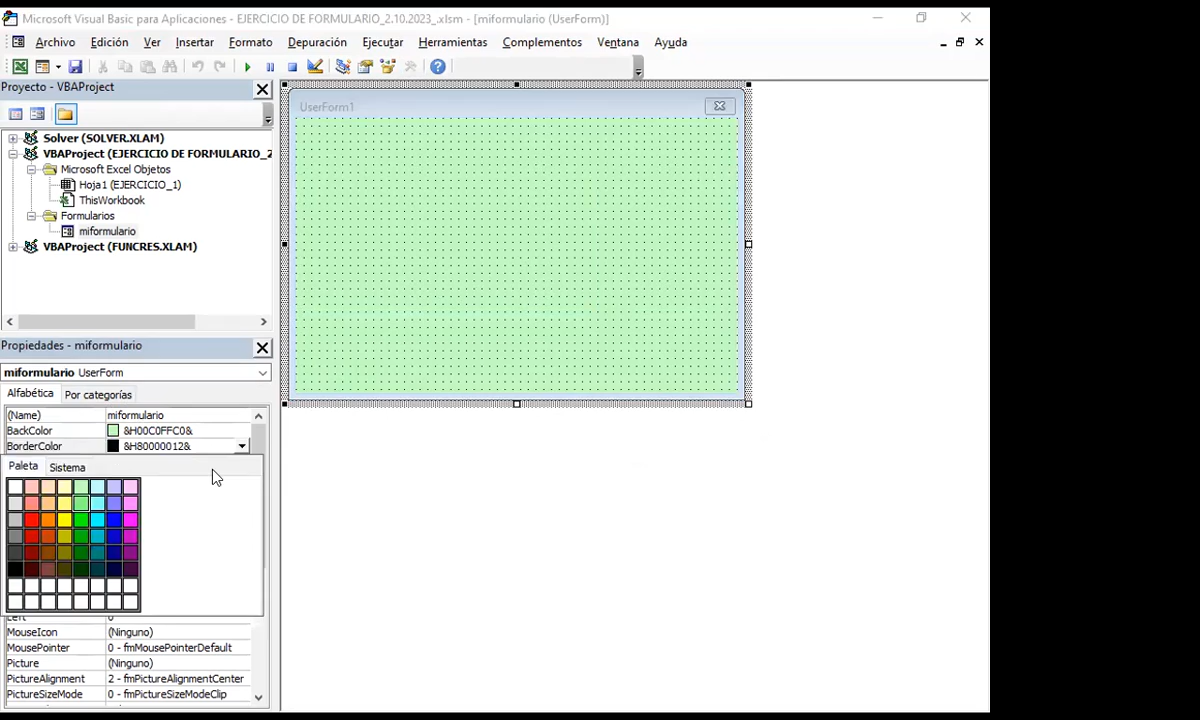 Microsoft Visual Basic para Aplicaciones - EJERCICIO DE FORMULARIO_2.10.2023_.xlsm - [miformulario (UserForm)]
Archivo Edición Ver Insertar Formato Depuración Ejecutar Herramientas Complementos Ventana Ayuda
Proyecto - VBAProject
UserForm1
Solver (SOLVER.XLAM)
VBAProject (EJERCICIO DE FORMULARIO_2
Microsoft Excel Objetos
Hoja1 (EJERCICIO_1)
ThisWorkbook
Formularios
miformulario
VBAProject (FUNCRES.XLAM)
Propiedades - miformulario
miformulario UserForm
Alfabética Por categorías
(Name) miformulario
BackColor &H00C0FFC0&
BorderColor &H80000012&
Paleta Sistema
Left 0
MouseIcon (Ninguno)
MousePointer 0 - fmMousePointerDefault
Picture (Ninguno)
PictureAlignment 2 - fmPictureAlignmentCenter
PictureSizeMode 0 - fmPictureSizeModeClip